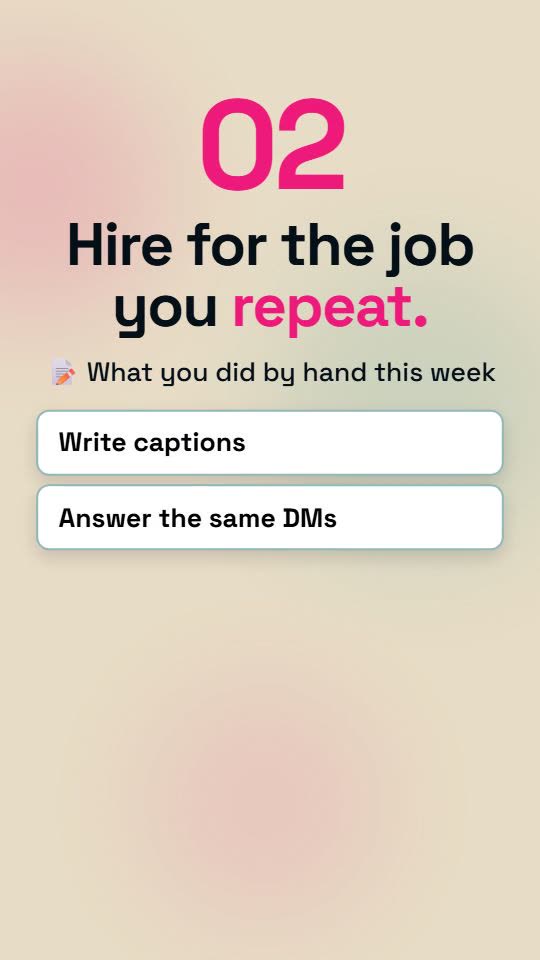 02
Hire for the job
you repeat.
📝 What you did by hand this week
Write captions
Answer the same DMs